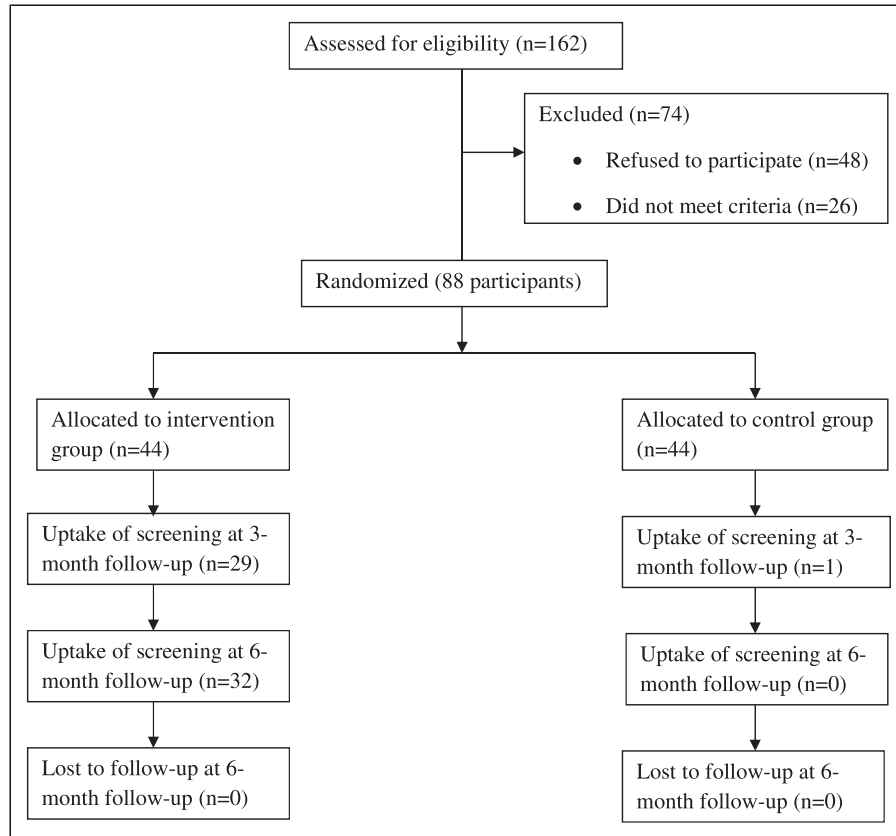 Assessed for eligibility (n=162)
Excluded (n=74)
• Refused to participate (n=48)
• Did not meet criteria (n=26)
Randomized (88 participants)
Allocated to intervention
group (n=44)
Allocated to control group
(n=44)
Uptake of screening at 3-
month follow-up (n=29)
Uptake of screening at 3-
month follow-up (n=1)
Uptake of screening at 6-
month follow-up (n=32)
Uptake of screening at 6-
month follow-up (n=0)
Lost to follow-up at 6-
month follow-up (n=0)
Lost to follow-up at 6-
month follow-up (n=0)